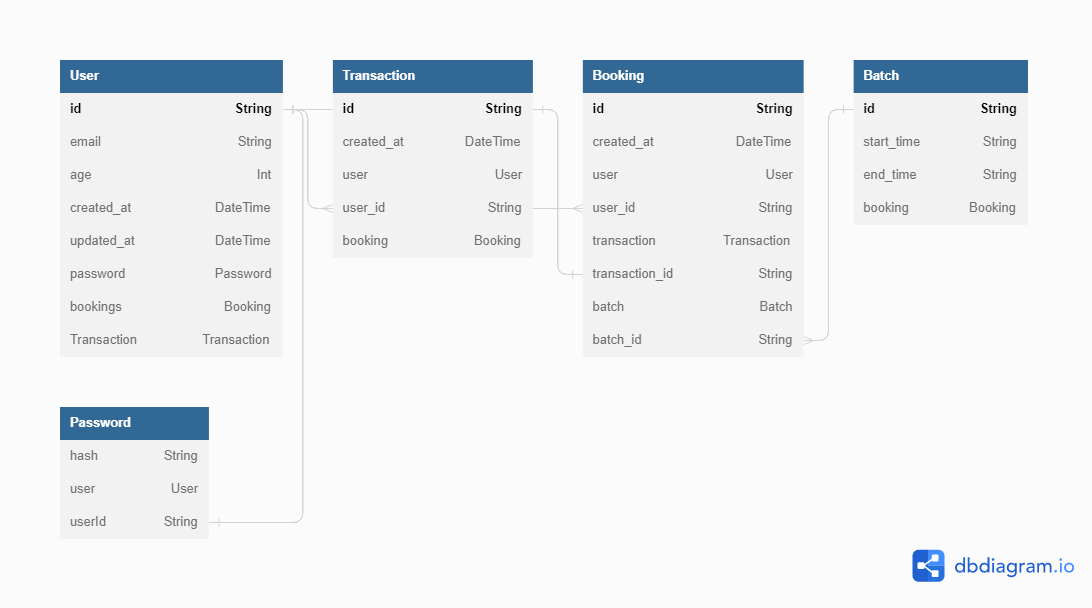 User
id String
email String
age Int
created_at DateTime
updated_at DateTime
password Password
bookings Booking
Transaction Transaction
Transaction
id String
created_at DateTime
user User
user_id String
booking Booking
Booking
id String
created_at DateTime
user User
user_id String
transaction Transaction
transaction_id String
batch Batch
batch_id String
Batch
id String
start_time String
end_time String
booking Booking
Password
hash String
user User
userId String
dbdiagram.io